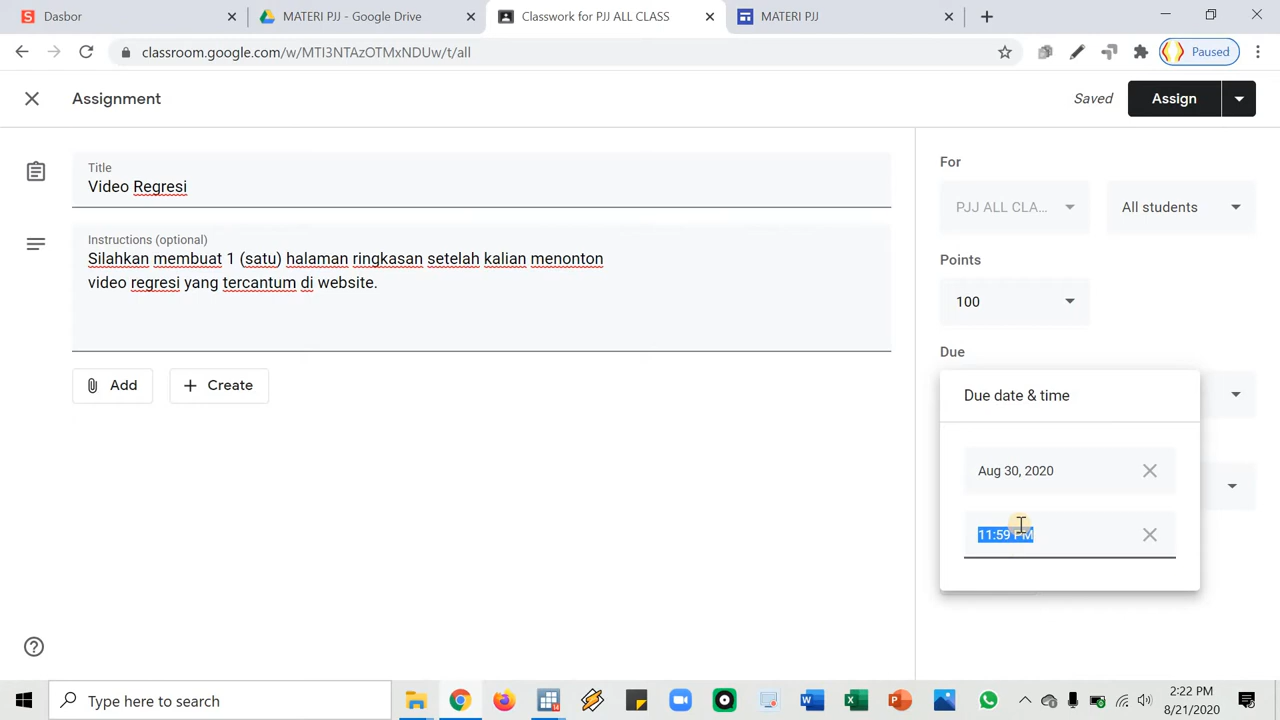 Dasbor
MATERI PJJ - Google Drive
Classwork for PJJ ALL CLASS
MATERI PJJ
classroom.google.com/w/MTI3NTAzOTMxNDUw/t/all
Paused
Assignment
Saved
Assign
Title
Video Regresi
Instructions (optional)
Silahkan membuat 1 (satu) halaman ringkasan setelah kalian menonton
video regresi yang tercantum di website.
Add
Create
For
PJJ ALL CLA...
All students
Points
100
Due
Due date & time
Aug 30, 2020
11:59 PM
Type here to search
2:22 PM
8/21/2020